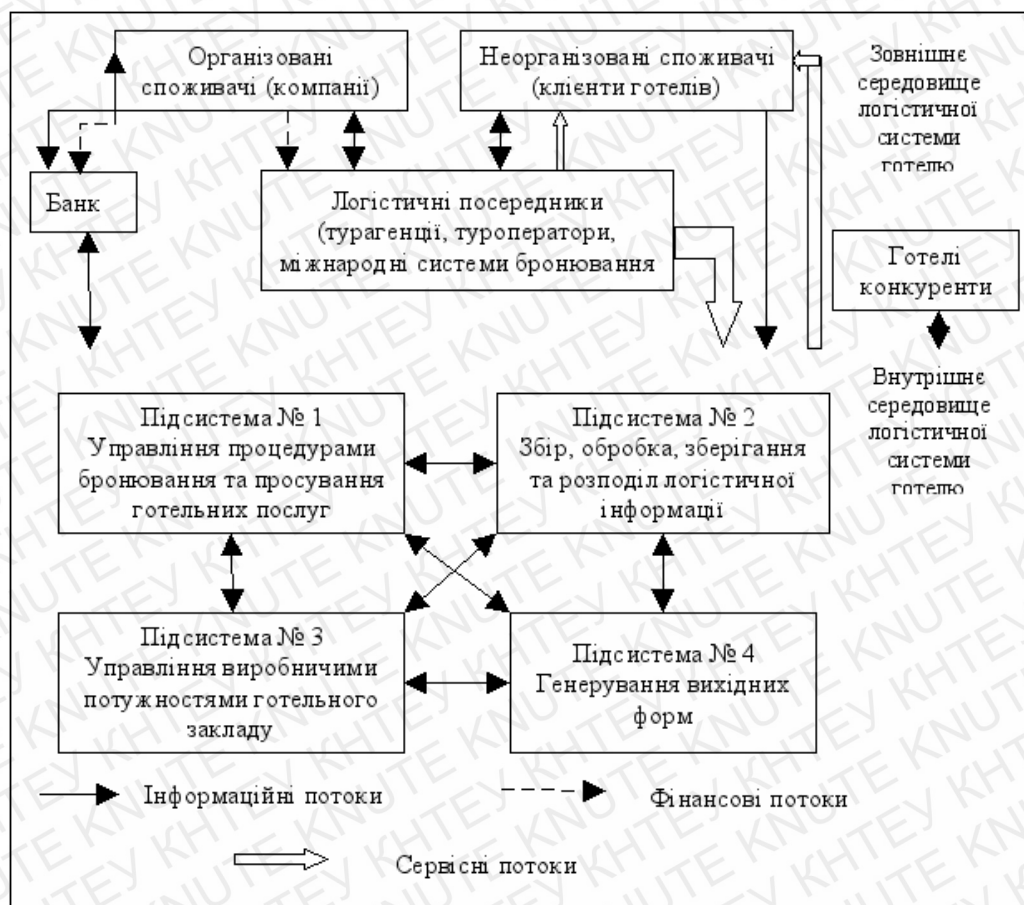 Організовані
споживачі (компанії)
Неорганізовані споживачі
(клієнти готелів)
Зовнішнє
середовище
логістичної
системи
готелю
Банк
Логістичні посередники
(турагенції, туроператори,
міжнародні системи бронювання
Готелі
конкуренти
Внутрішнє
середовище
логістичної
системи
готелю
Підсистема № 1
Управління процедурами
бронювання та просування
готельних послуг
Підсистема № 2
Збір, обробка, зберігання
та розподіл логістичної
інформації
Підсистема № 3
Управління виробничими
потужностями готельного
закладу
Підсистема № 4
Генерування вихідних
форм
Інформаційні потоки
Фінансові потоки
Сервісні потоки
КНТЕУ KNUTE